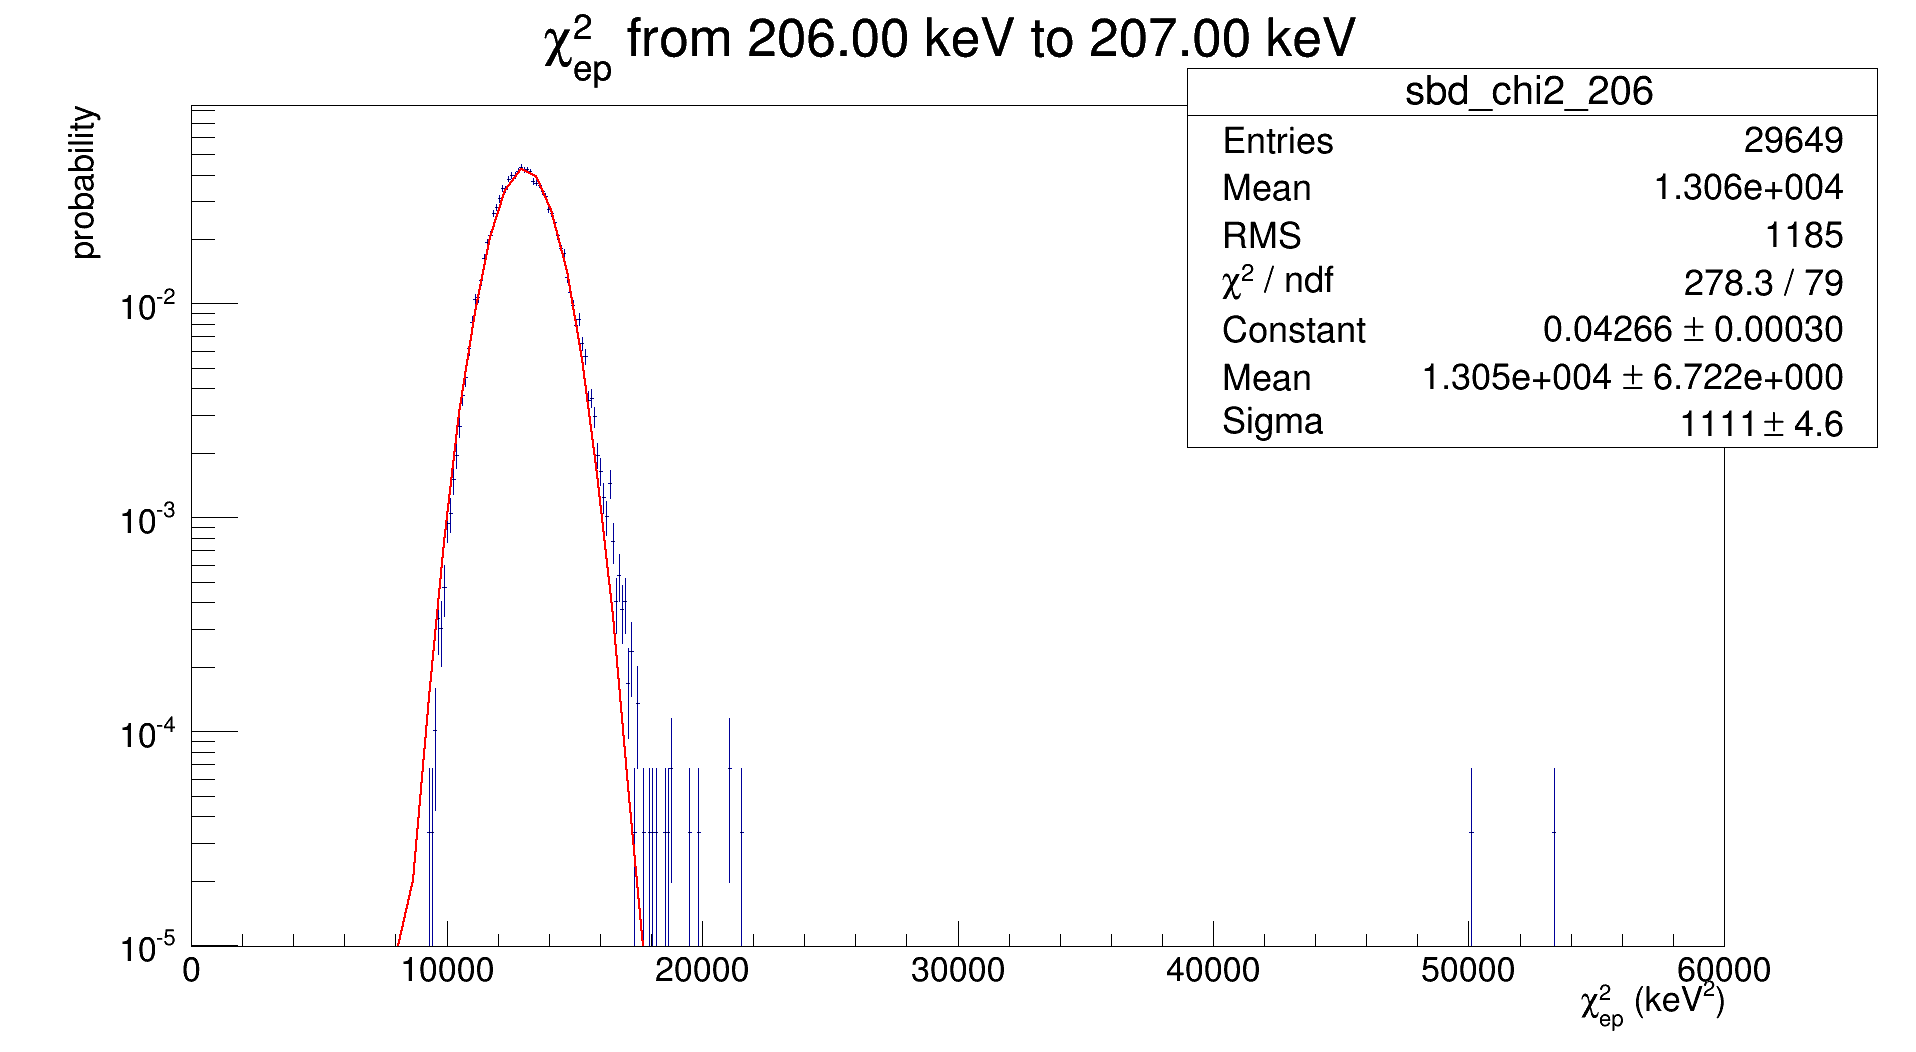 χ²ep from 206.00 keV to 207.00 keV
sbd_chi2_206
Entries 29649
Mean 1.306e+004
RMS 1185
χ² / ndf 278.3 / 79
Constant 0.04266 ± 0.00030
Mean 1.305e+004 ± 6.722e+000
Sigma 1111 ± 4.6
probability
10⁻²
10⁻³
10⁻⁴
10⁻⁵
0 10000 20000 30000 40000 50000 60000
χ²ep (keV²)